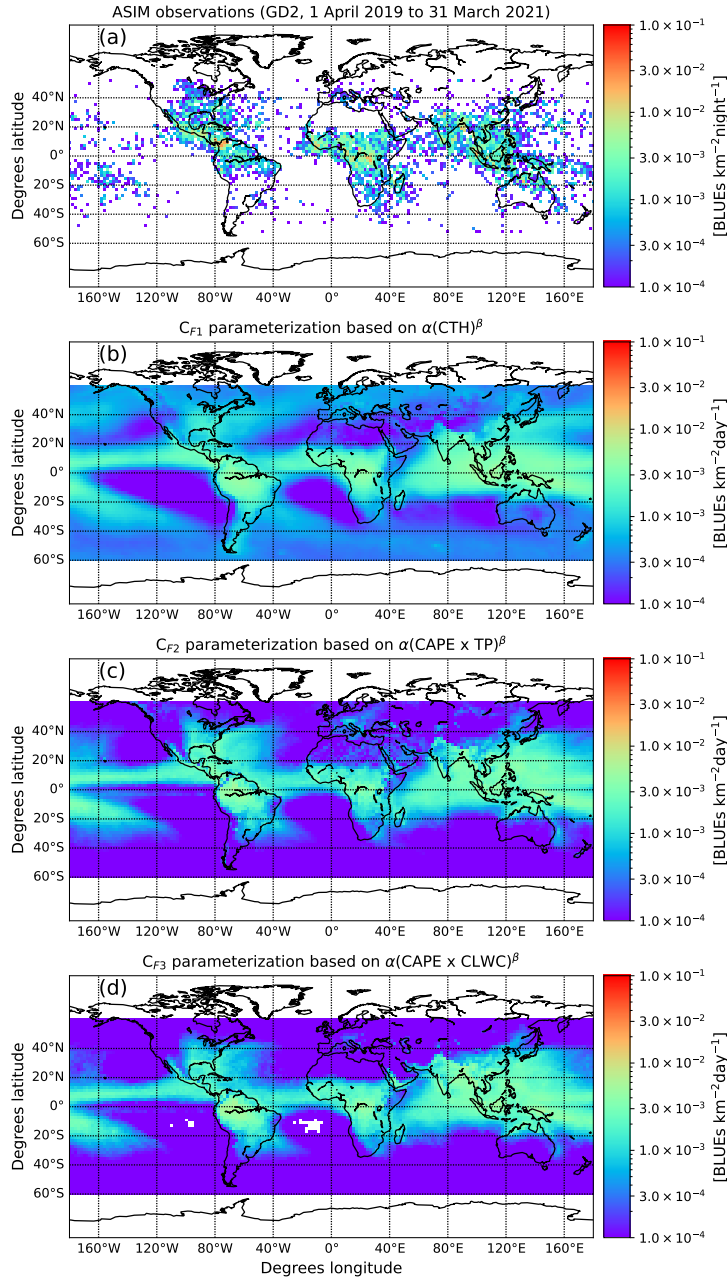 ASIM observations (GD2, 1 April 2019 to 31 March 2021)
(a)
Degrees latitude
40°N
20°N
0°
20°S
40°S
60°S
160°W 120°W 80°W 40°W 0° 40°E 80°E 120°E 160°E
1.0 × 10⁻¹
3.0 × 10⁻²
1.0 × 10⁻²
3.0 × 10⁻³
1.0 × 10⁻³
3.0 × 10⁻⁴
1.0 × 10⁻⁴
[BLUEs km⁻²night⁻¹]
C_F1 parameterization based on α(CTH)^β
(b)
Degrees latitude
40°N
20°N
0°
20°S
40°S
60°S
160°W 120°W 80°W 40°W 0° 40°E 80°E 120°E 160°E
1.0 × 10⁻¹
3.0 × 10⁻²
1.0 × 10⁻²
3.0 × 10⁻³
1.0 × 10⁻³
3.0 × 10⁻⁴
1.0 × 10⁻⁴
[BLUEs km⁻²day⁻¹]
C_F2 parameterization based on α(CAPE x TP)^β
(c)
Degrees latitude
40°N
20°N
0°
20°S
40°S
60°S
160°W 120°W 80°W 40°W 0° 40°E 80°E 120°E 160°E
1.0 × 10⁻¹
3.0 × 10⁻²
1.0 × 10⁻²
3.0 × 10⁻³
1.0 × 10⁻³
3.0 × 10⁻⁴
1.0 × 10⁻⁴
[BLUEs km⁻²day⁻¹]
C_F3 parameterization based on α(CAPE x CLWC)^β
(d)
Degrees latitude
40°N
20°N
0°
20°S
40°S
60°S
160°W 120°W 80°W 40°W 0° 40°E 80°E 120°E 160°E
Degrees longitude
1.0 × 10⁻¹
3.0 × 10⁻²
1.0 × 10⁻²
3.0 × 10⁻³
1.0 × 10⁻³
3.0 × 10⁻⁴
1.0 × 10⁻⁴
[BLUEs km⁻²day⁻¹]